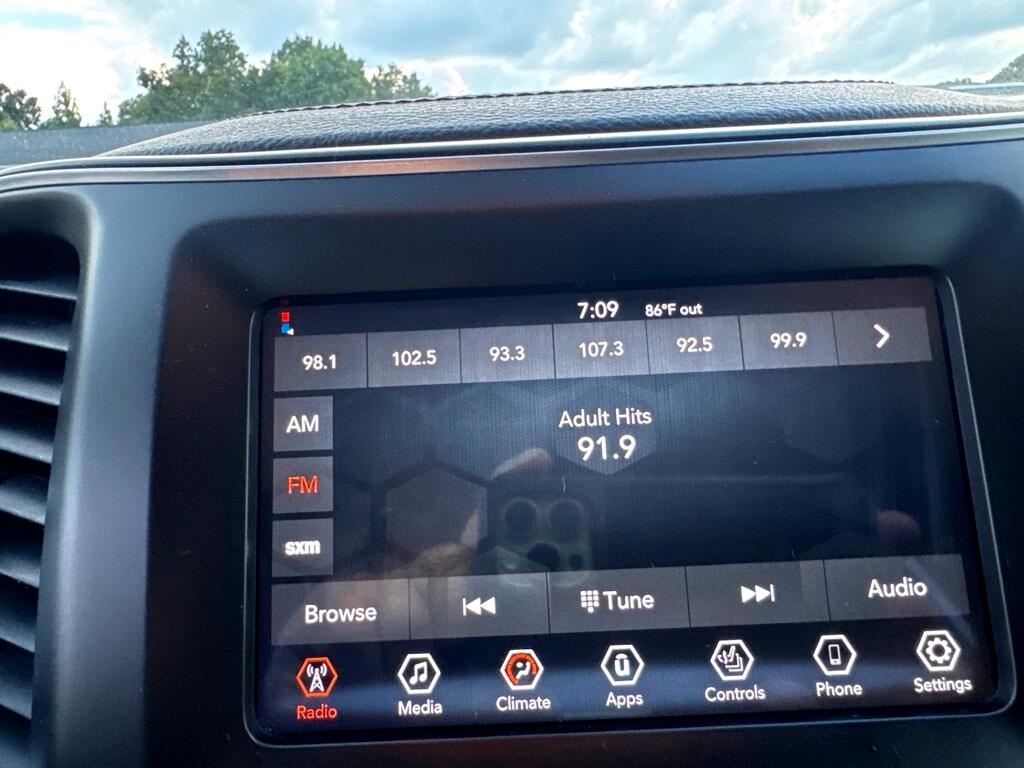 7:09 86°F out
98.1 102.5 93.3 107.3 92.5 99.9
AM
Adult Hits
91.9
FM
sxm
Browse Tune Audio
Radio Media Climate Apps Controls Phone Settings